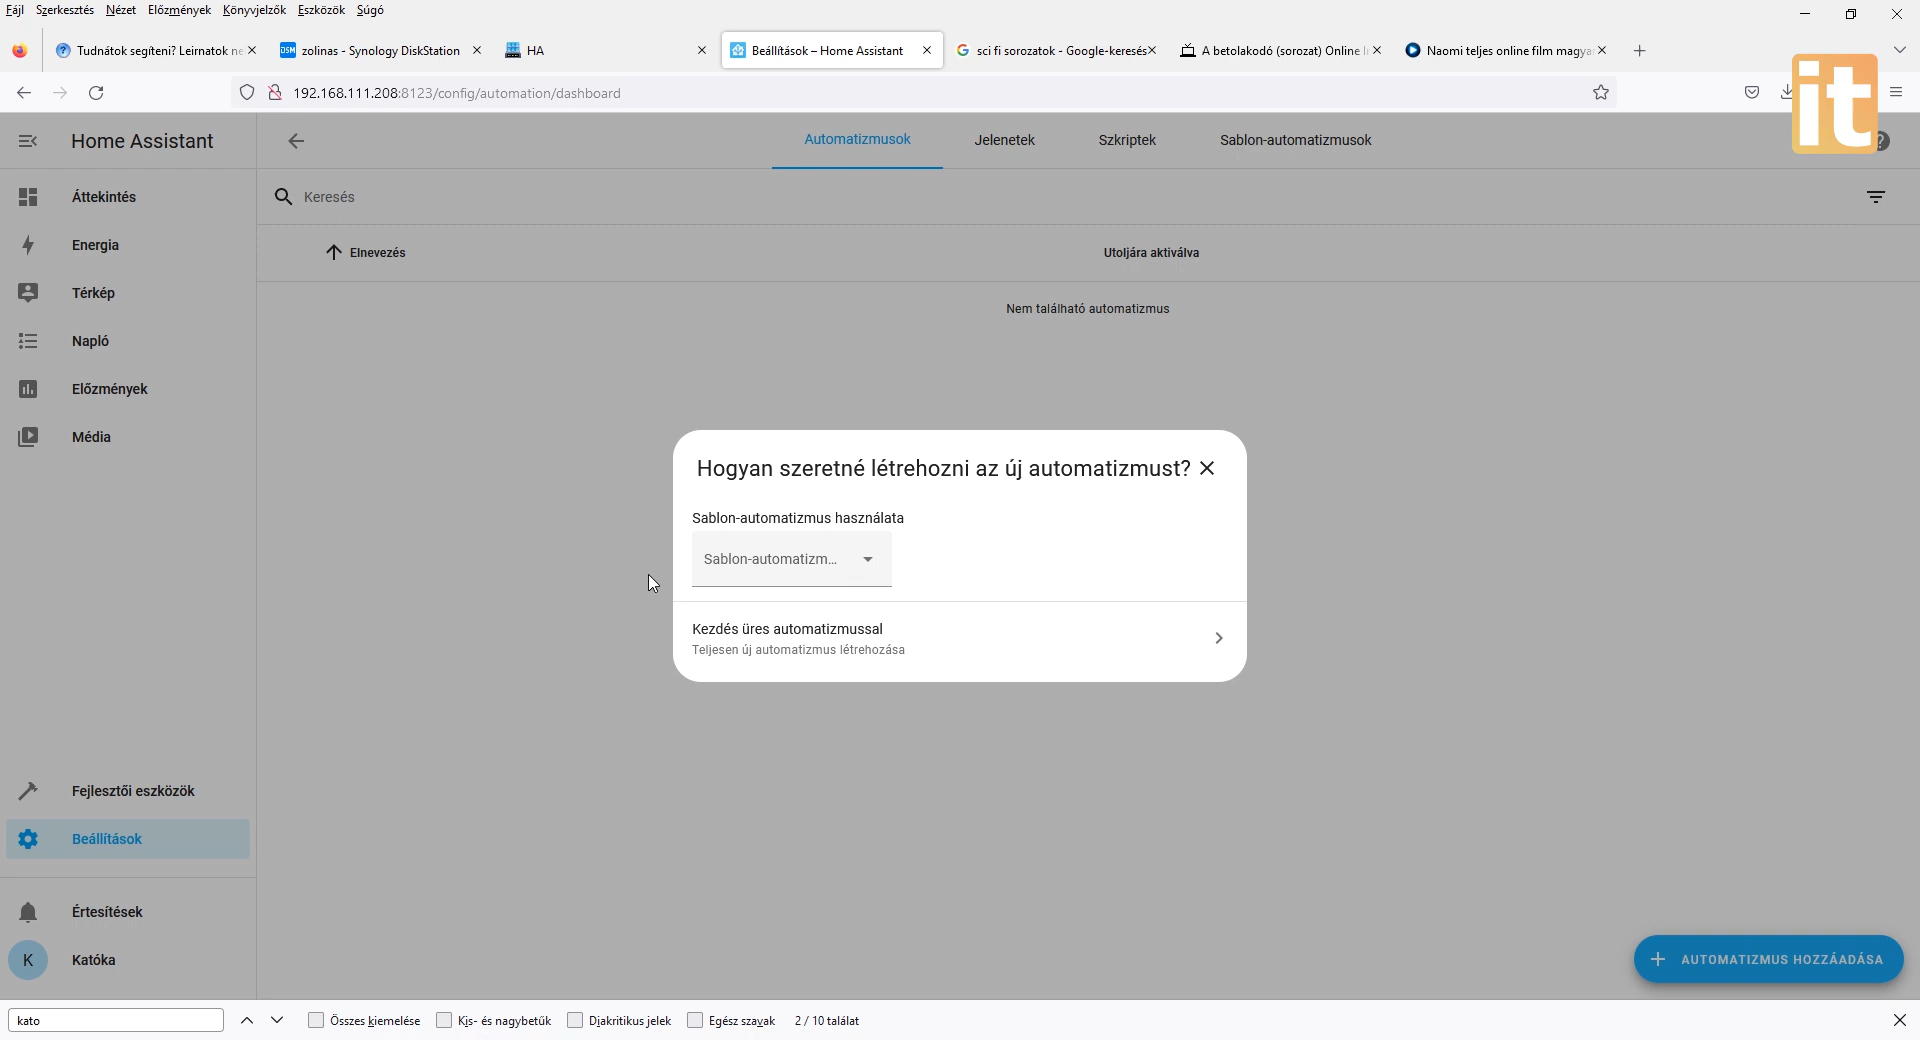 Fájl Szerkesztés Nézet Előzmények Könyvjelzők Eszközök Súgó
Tudnátok segíteni? Leirnatok ne
zolinas - Synology DiskStation
HA
Beállítások – Home Assistant
sci fi sorozatok - Google-keresés
A betolakodó (sorozat) Online
Naomi teljes online film magya
192.168.111.208:8123/config/automation/dashboard
it
Home Assistant
Automatizmusok
Jelenetek
Szkriptek
Sablon-automatizmusok
Áttekintés
Keresés
Energia
Elnevezés
Utoljára aktiválva
Térkép
Nem található automatizmus
Napló
Előzmények
Média
Hogyan szeretné létrehozni az új automatizmust?
Sablon-automatizmus használata
Sablon-automatizm...
Kezdés üres automatizmussal
Teljesen új automatizmus létrehozása
Fejlesztői eszközök
Beállítások
Értesítések
K Katóka
AUTOMATIZMUS HOZZÁADÁSA
kato
Összes kiemelése
Kis- és nagybetűk
Diakritikus jelek
Egész szavak
2 / 10 találat